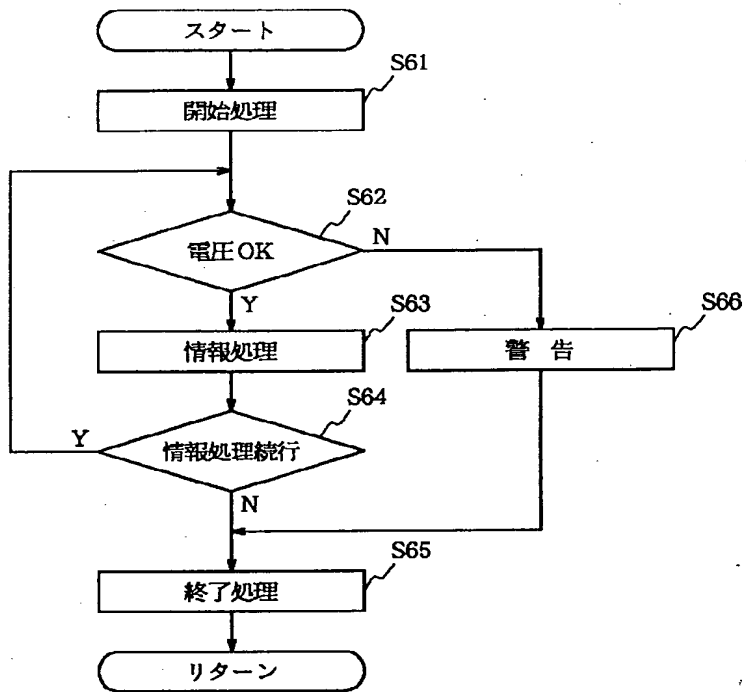 スタート
S61
開始処理
S62
電圧OK
N
Y
S63
情報処理
S66
警 告
S64
情報処理続行
Y
N
S65
終了処理
リターン